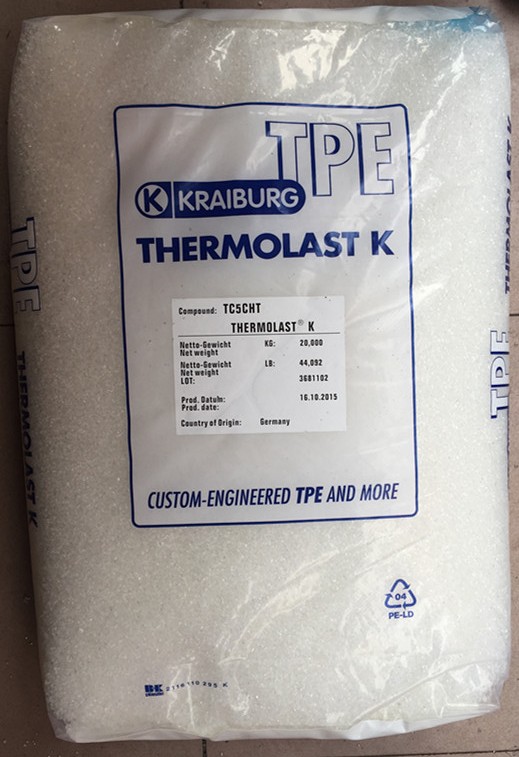 TPE
K KRAIBURG
THERMOLAST K
Compound: TC5CHT
THERMOLAST® K
Netto-Gewicht KG: 20,000
Net weight
Netto-Gewicht LB: 44,092
Net weight
LOT: 3681102
Prod. Datum: 16.10.2015
Prod. date:
Country of Origin: Germany
CUSTOM-ENGINEERED TPE AND MORE
04
PE-LD
TPE
THERMOLAST K
THERMOLAST K
TPE
BK